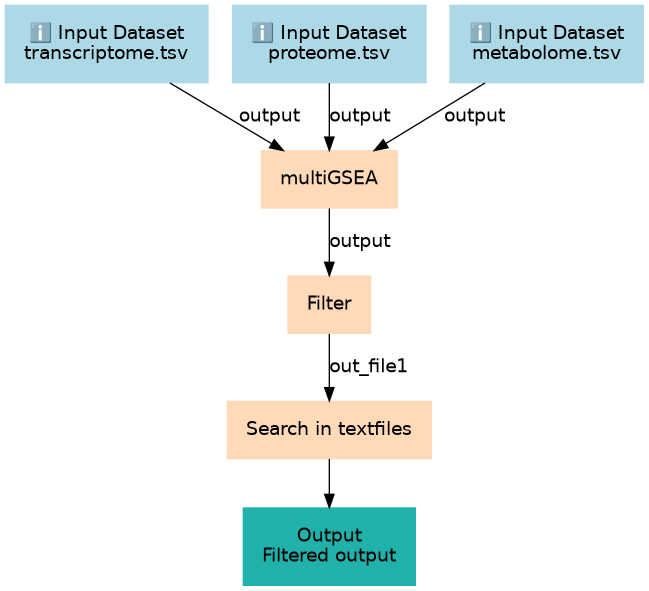 ℹ️ Input Dataset
transcriptome.tsv
ℹ️ Input Dataset
proteome.tsv
ℹ️ Input Dataset
metabolome.tsv
output
output
output
multiGSEA
output
Filter
out_file1
Search in textfiles
Output
Filtered output